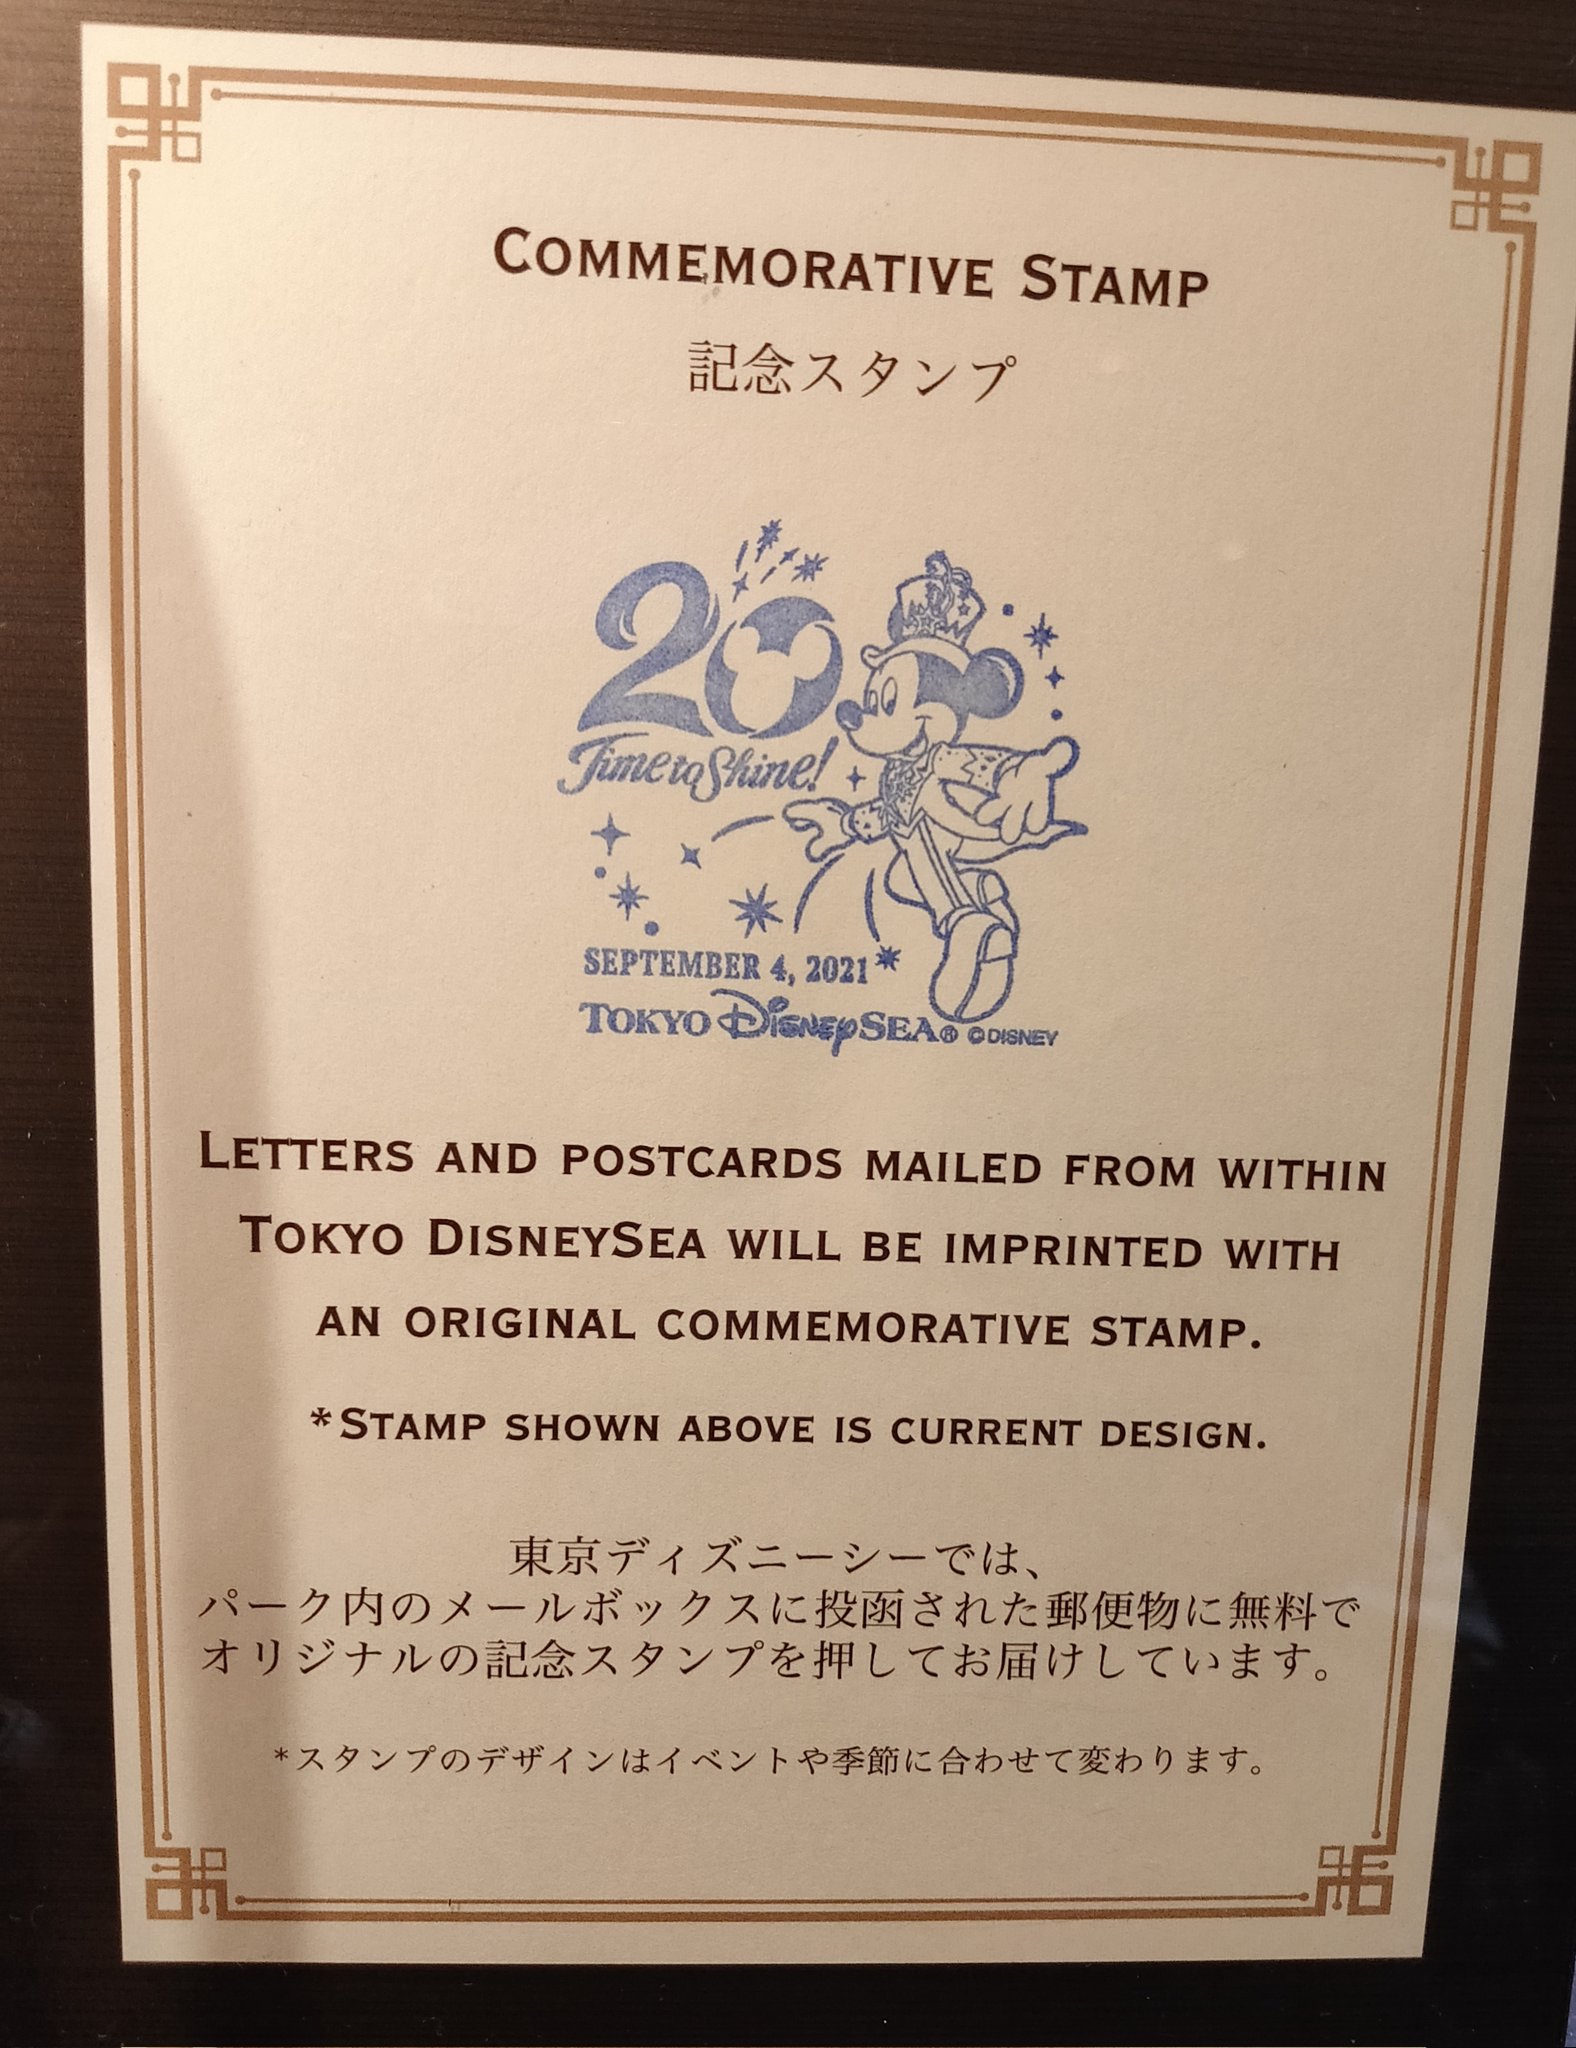 COMMEMORATIVE STAMP
記念スタンプ
20
Time to Shine!
SEPTEMBER 4, 2021
TOKYO DISNEYSEA® ©DISNEY
LETTERS AND POSTCARDS MAILED FROM WITHIN
TOKYO DISNEYSEA WILL BE IMPRINTED WITH
AN ORIGINAL COMMEMORATIVE STAMP.
*STAMP SHOWN ABOVE IS CURRENT DESIGN.
東京ディズニーシーでは、
パーク内のメールボックスに投函された郵便物に無料で
オリジナルの記念スタンプを押してお届けしています。
*スタンプのデザインはイベントや季節に合わせて変わります。